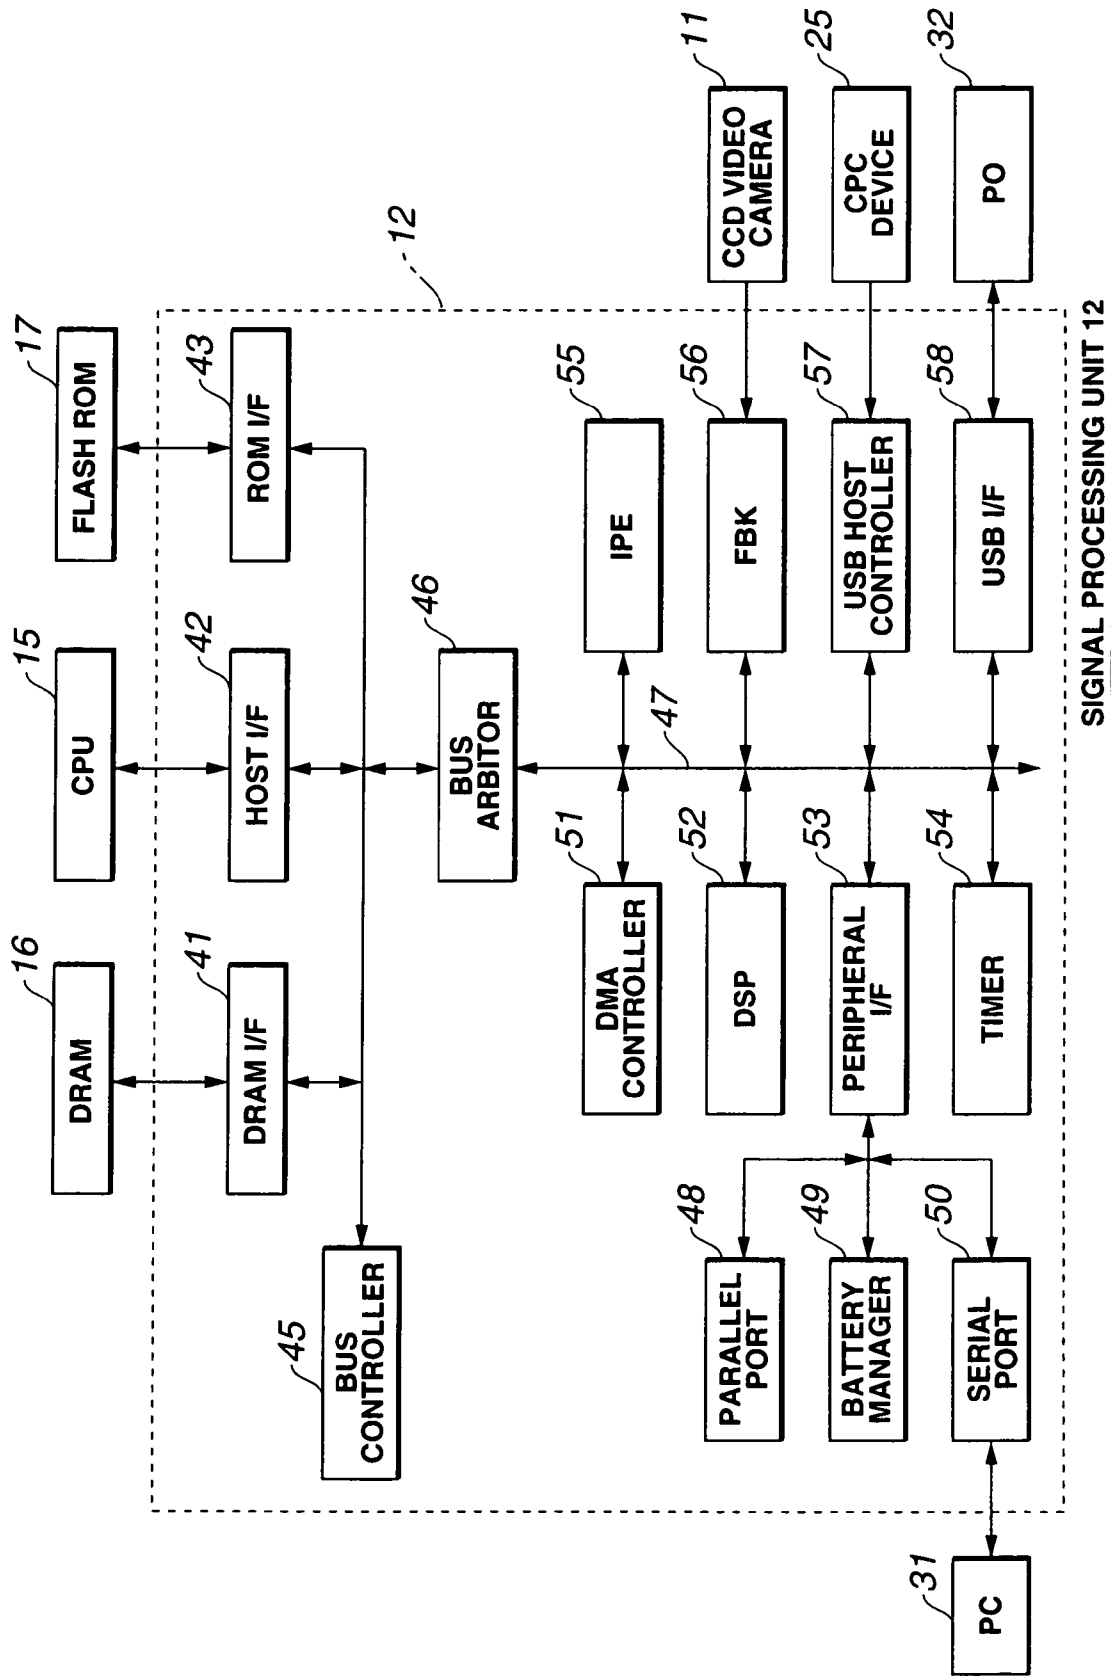 16
DRAM
15
CPU
17
FLASH ROM
12
41
DRAM I/F
42
HOST I/F
43
ROM I/F
45
BUS
CONTROLLER
46
BUS
ARBITOR
47
51
DMA
CONTROLLER
55
IPE
48
PARALLEL
PORT
52
DSP
56
FBK
11
CCD VIDEO
CAMERA
49
BATTERY
MANAGER
53
PERIPHERAL
I/F
57
USB HOST
CONTROLLER
25
CPC
DEVICE
31
PC
50
SERIAL
PORT
54
TIMER
58
USB I/F
32
PO
SIGNAL PROCESSING UNIT 12